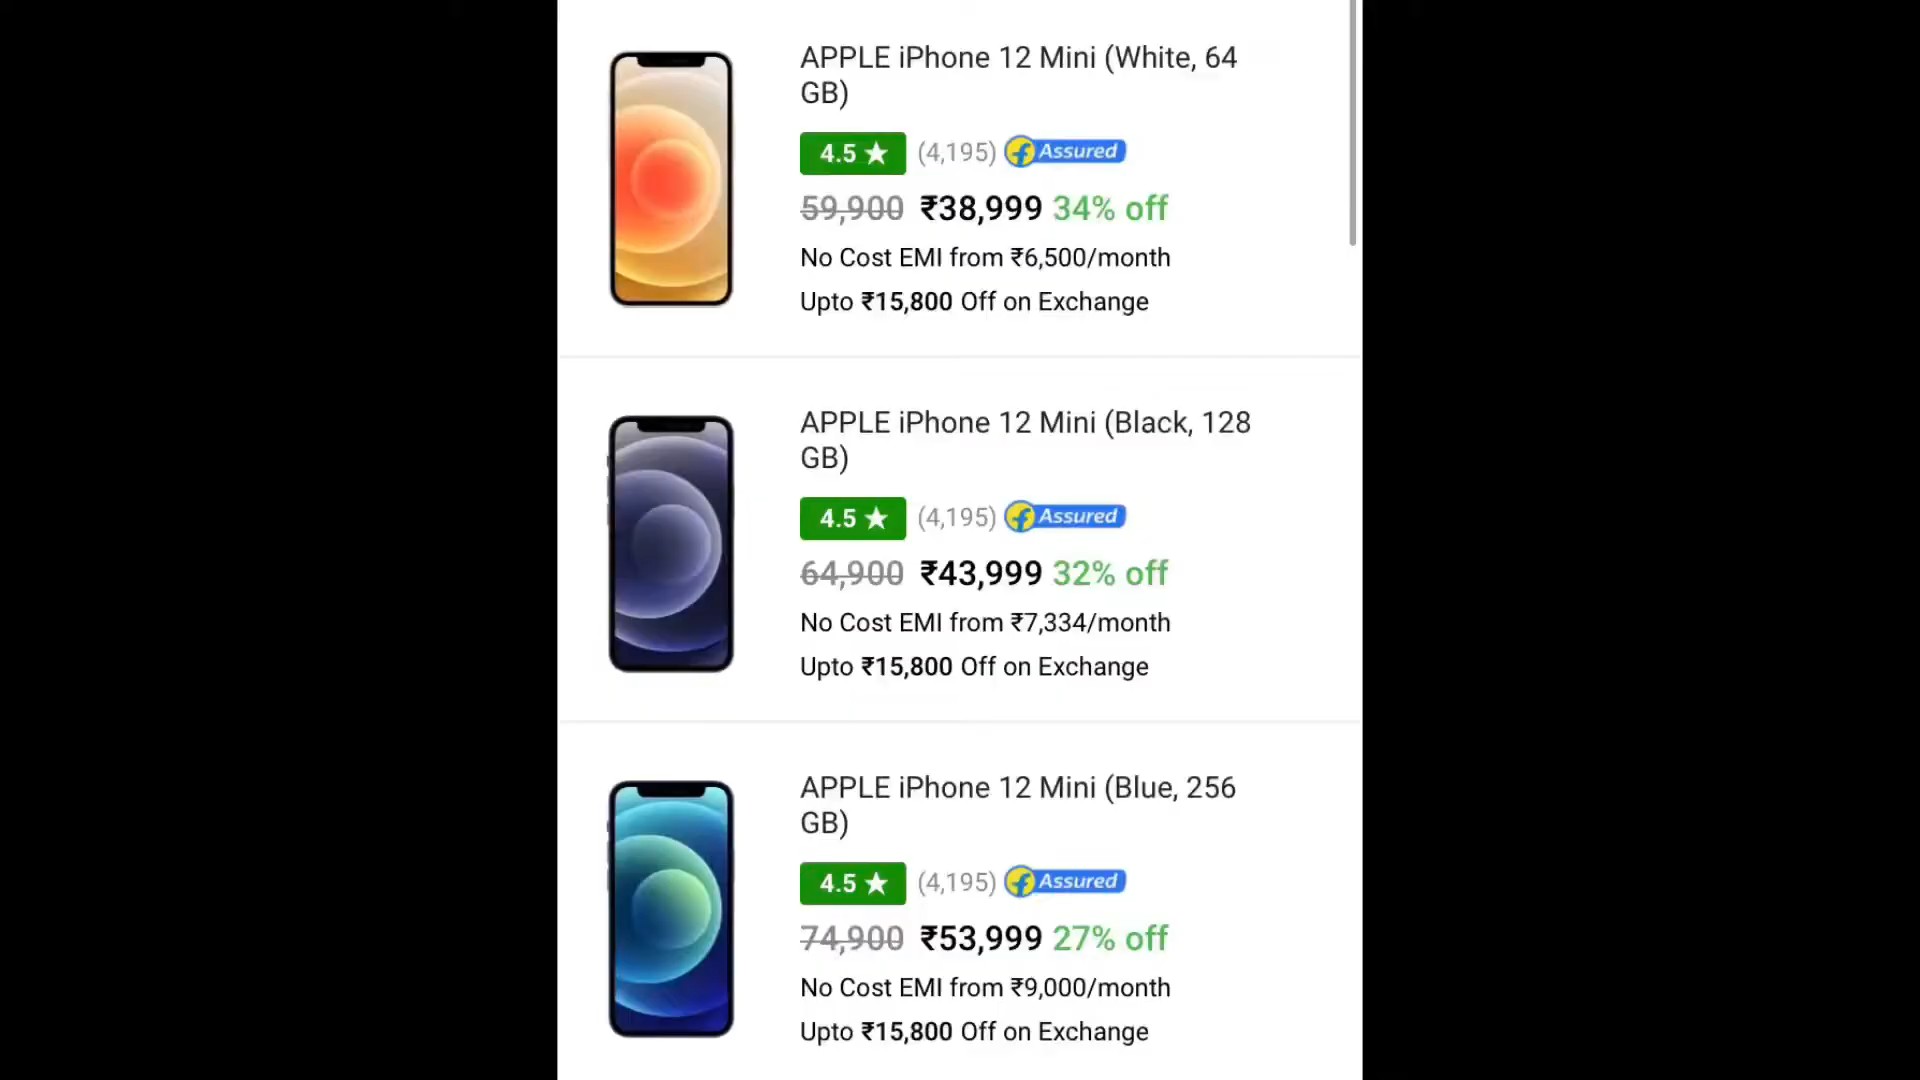 APPLE iPhone 12 Mini (White, 64
GB)
4.5 ★ (4,195) Assured
59,900 ₹38,999 34% off
No Cost EMI from ₹6,500/month
Upto ₹15,800 Off on Exchange
APPLE iPhone 12 Mini (Black, 128
GB)
4.5 ★ (4,195) Assured
64,900 ₹43,999 32% off
No Cost EMI from ₹7,334/month
Upto ₹15,800 Off on Exchange
APPLE iPhone 12 Mini (Blue, 256
GB)
4.5 ★ (4,195) Assured
74,900 ₹53,999 27% off
No Cost EMI from ₹9,000/month
Upto ₹15,800 Off on Exchange